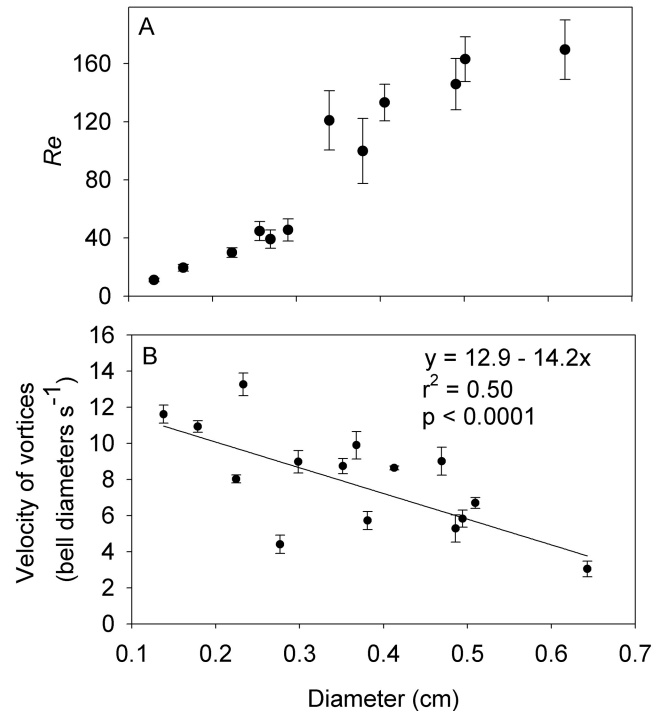 A
160
120
80
40
0
Re
B
16
14
12
10
8
6
4
2
0
y = 12.9 - 14.2x
r² = 0.50
p < 0.0001
Velocity of vortices
(bell diameters s⁻¹)
0.1 0.2 0.3 0.4 0.5 0.6 0.7
Diameter (cm)